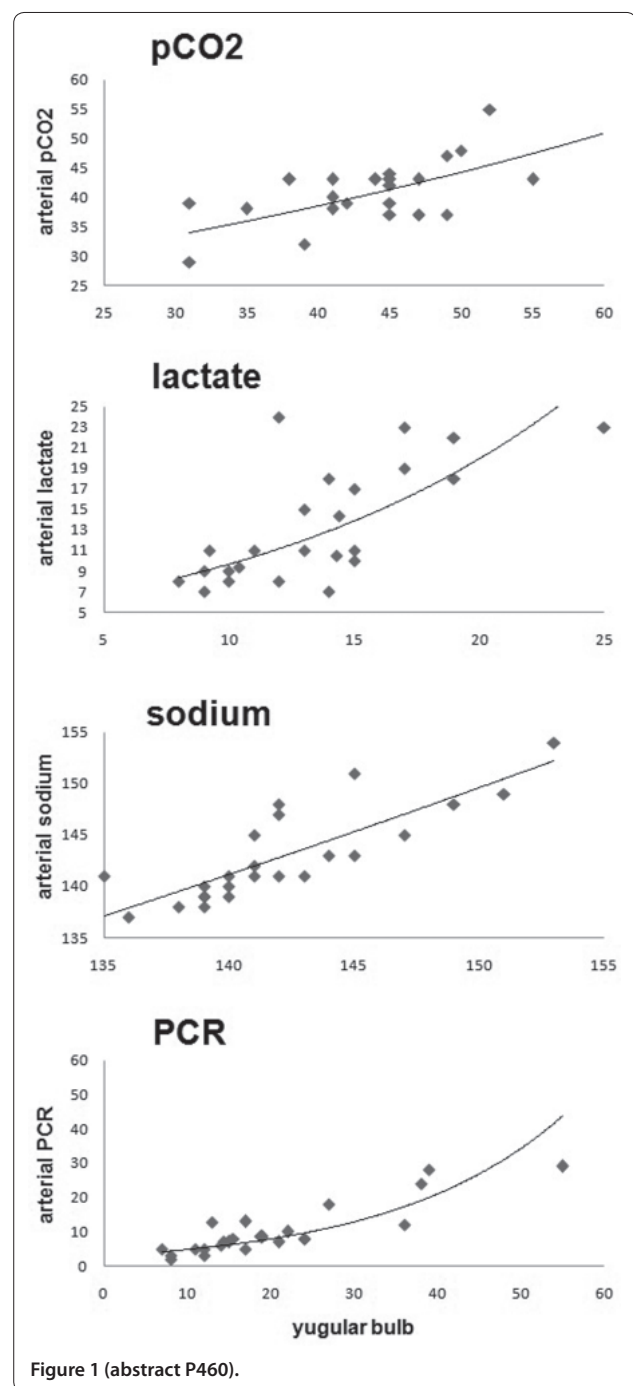 pCO2
arterial pCO2
60
55
50
45
40
35
30
25
25 30 35 40 45 50 55 60
lactate
arterial lactate
25
23
21
19
17
15
13
11
9
7
5
5 10 15 20 25
sodium
arterial sodium
155
150
145
140
135
135 140 145 150 155
PCR
arterial PCR
60
50
40
30
20
10
0
0 10 20 30 40 50 60
yugular bulb
Figure 1 (abstract P460).